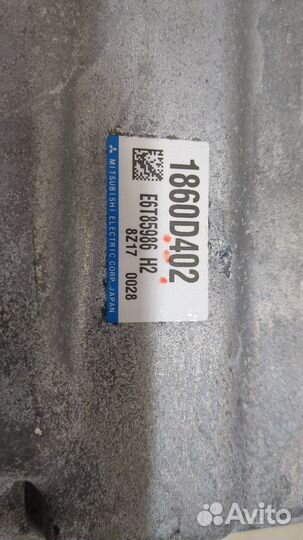 1860D402
E6T85986 H2
8Z17 0028
MITSUBISHI ELECTRIC CORP. JAPAN
Avito